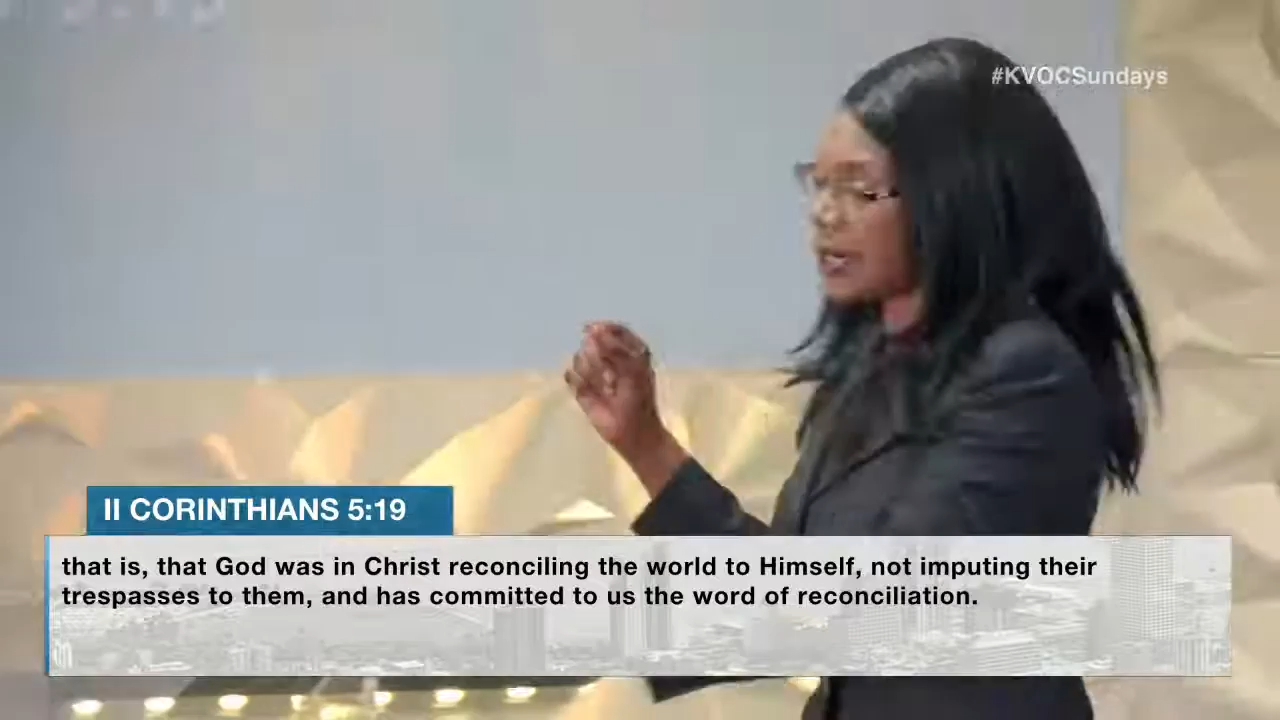 #KVOCSundays
II CORINTHIANS 5:19
that is, that God was in Christ reconciling the world to Himself, not imputing their
trespasses to them, and has committed to us the word of reconciliation.